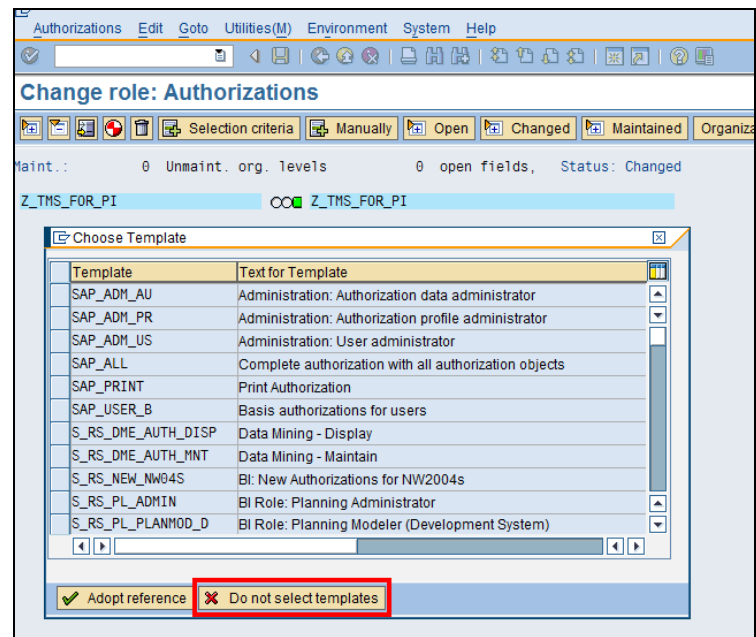 Authorizations Edit Goto Utilities(M) Environment System Help
Change role: Authorizations
Selection criteria Manually Open Changed Maintained Organiza
Maint.: 0 Unmaint. org. levels 0 open fields, Status: Changed
Z_TMS_FOR_PI Z_TMS_FOR_PI
Choose Template
Template Text for Template
SAP_ADM_AU Administration: Authorization data administrator
SAP_ADM_PR Administration: Authorization profile administrator
SAP_ADM_US Administration: User administrator
SAP_ALL Complete authorization with all authorization objects
SAP_PRINT Print Authorization
SAP_USER_B Basis authorizations for users
S_RS_DME_AUTH_DISP Data Mining - Display
S_RS_DME_AUTH_MNT Data Mining - Maintain
S_RS_NEW_NW04S BI: New Authorizations for NW2004s
S_RS_PL_ADMIN BI Role: Planning Administrator
S_RS_PL_PLANMOD_D BI Role: Planning Modeler (Development System)
Adopt reference Do not select templates